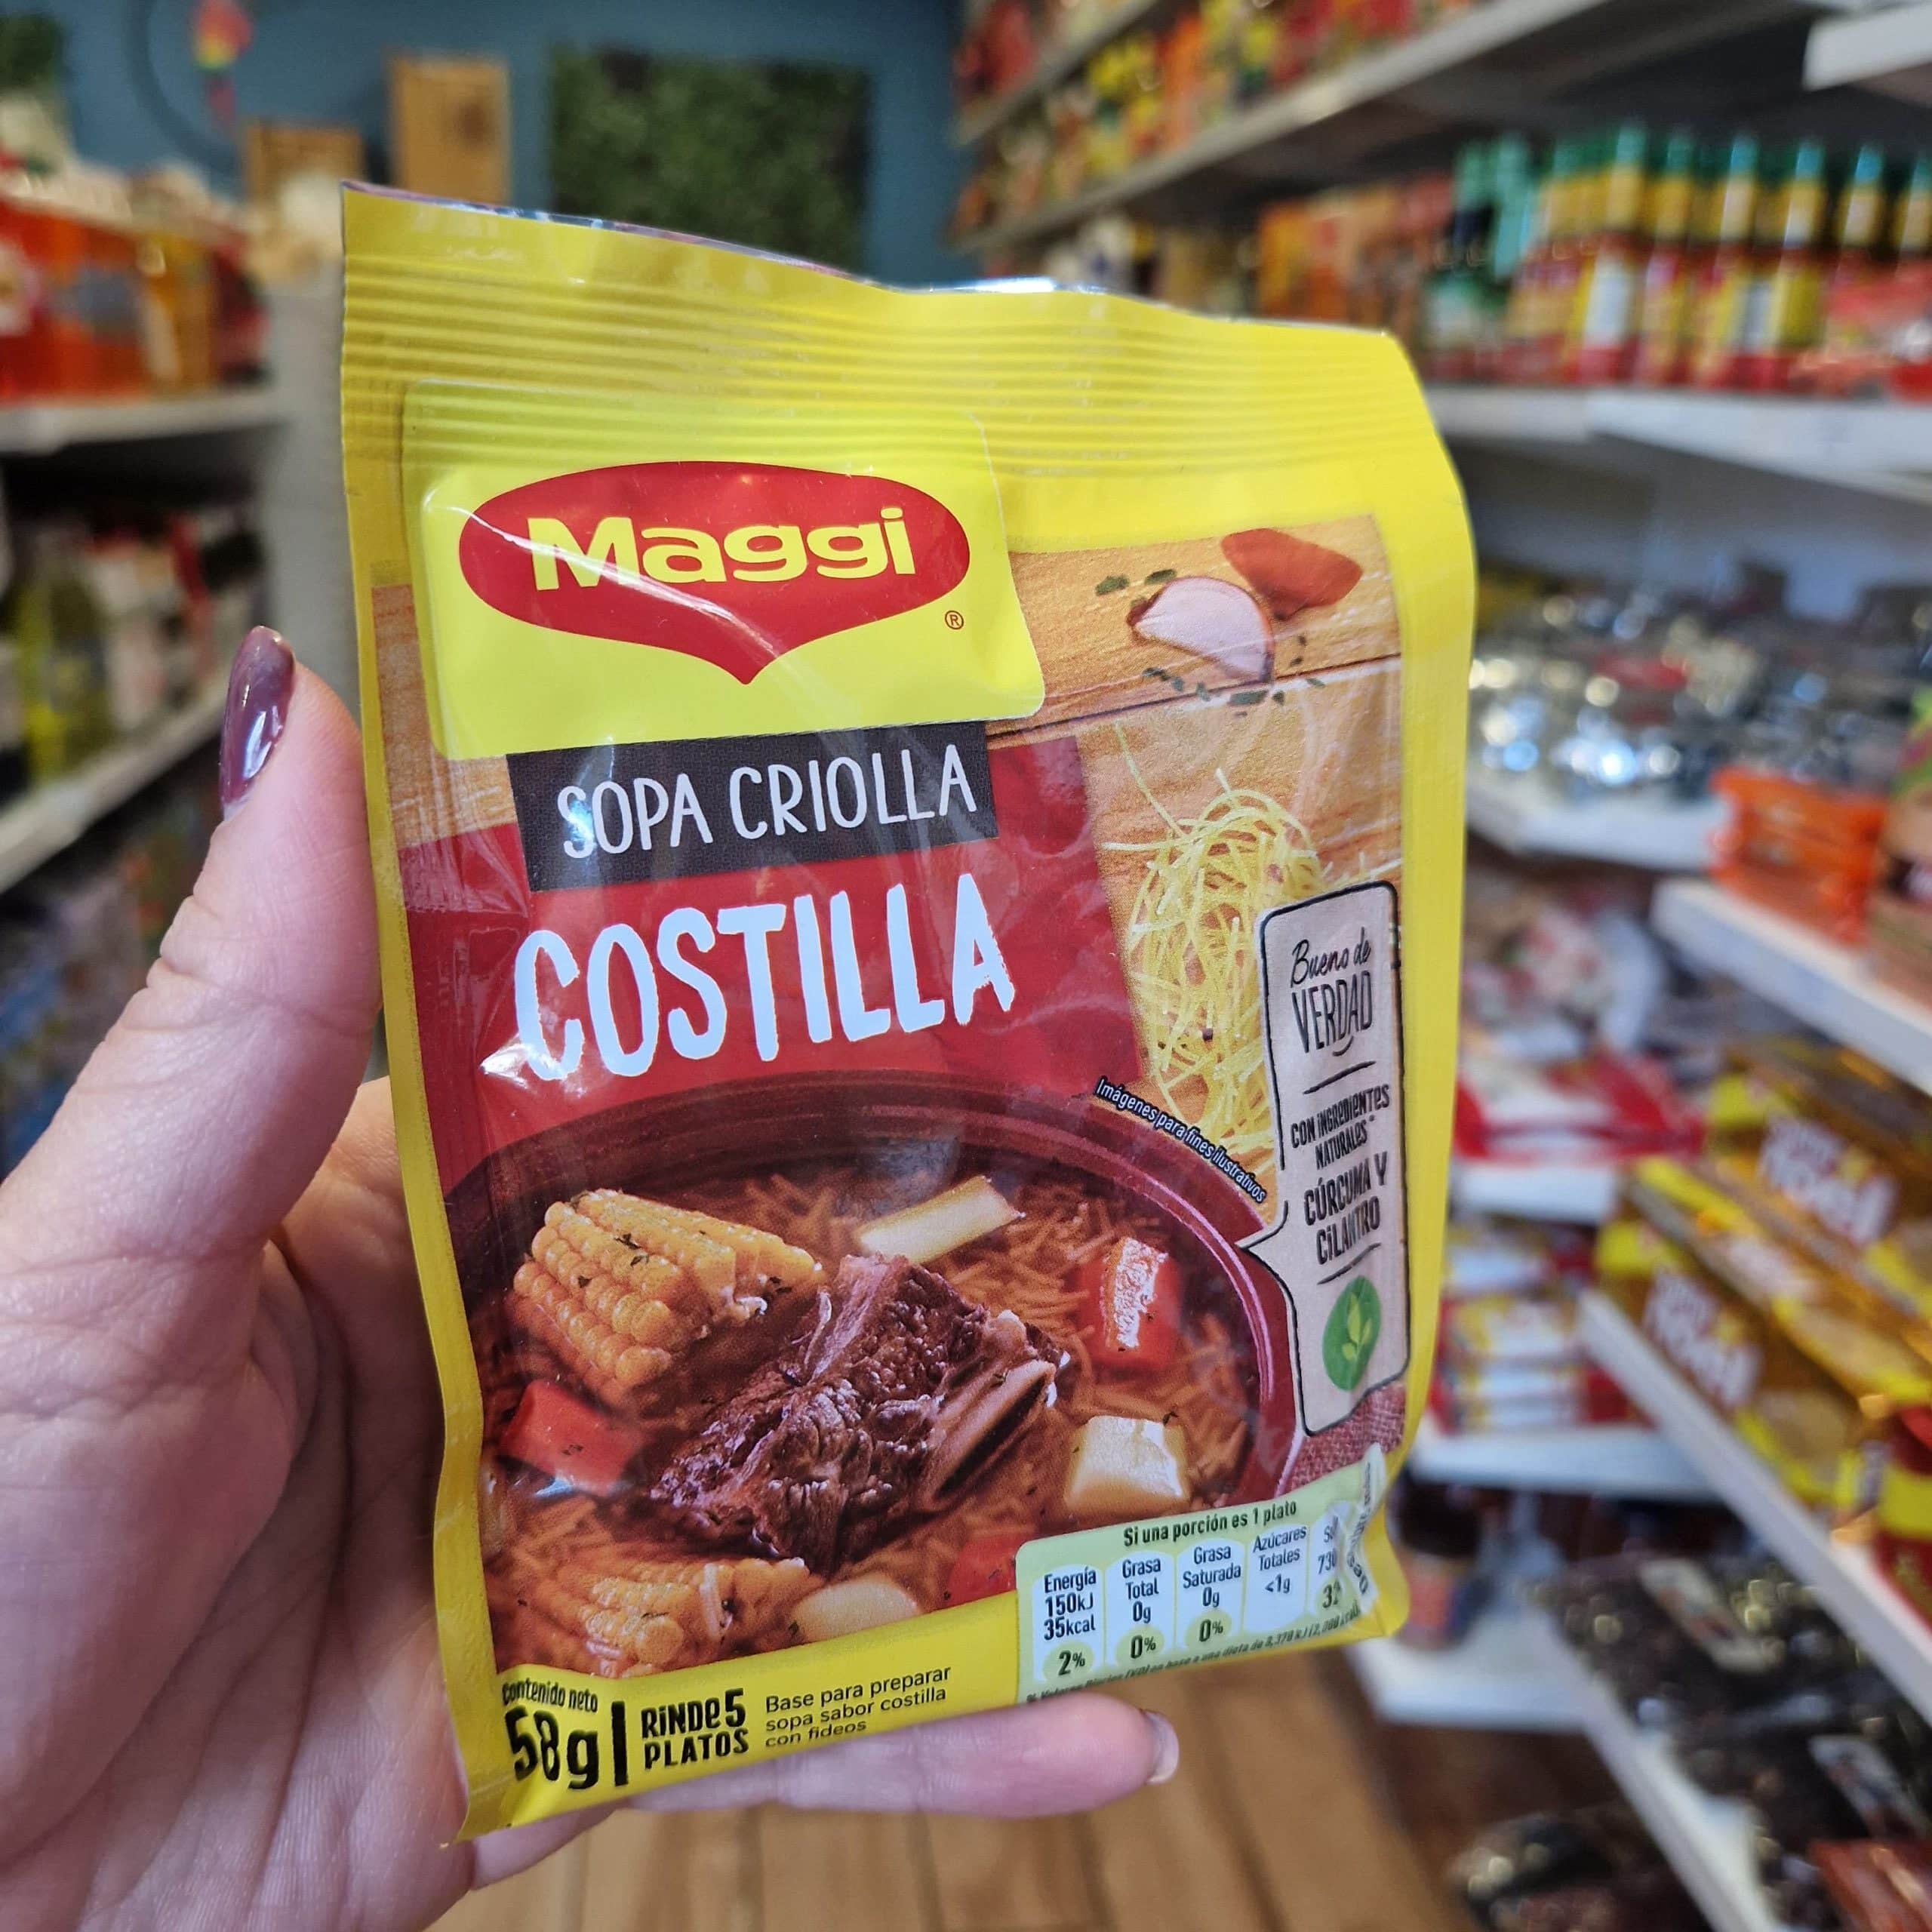 Maggi
®
SOPA CRIOLLA
COSTILLA
Bueno de
VERDAD
CON INGREDIENTES
NATURALES
CÚRCUMA Y
CILANTRO
Imágenes para fines ilustrativos
Si una porción es 1 plato
Energía
150kJ
35kcal
2%
Grasa
Total
0g
0%
Grasa
Saturada
0g
0%
Azúcares
Totales
<1g
contenido neto
58g
RINDE 5
PLATOS
Base para preparar
sopa sabor costilla
con fideos